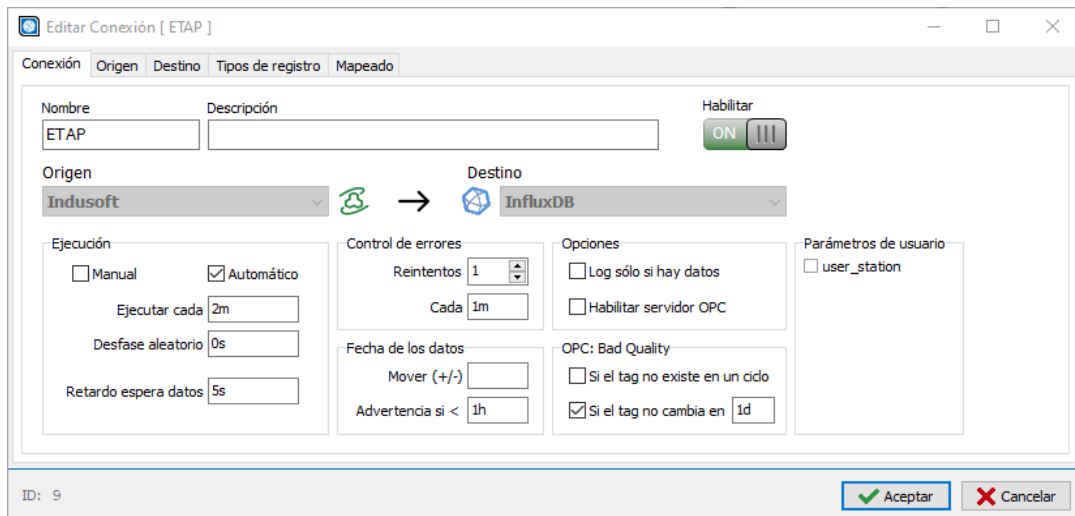 Editar Conexión [ ETAP ]
Conexión Origen Destino Tipos de registro Mapeado
Nombre Descripción Habilitar
ETAP ON
Origen Destino
Indusoft InfluxDB
Ejecución Control de errores Opciones Parámetros de usuario
Manual Automático Reintentos 1 Log sólo si hay datos user_station
Ejecutar cada 2m Cada 1m Habilitar servidor OPC
Desfase aleatorio 0s Fecha de los datos OPC: Bad Quality
Mover (+/-) Si el tag no existe en un ciclo
Retardo espera datos 5s Advertencia si < 1h Si el tag no cambia en 1d
ID: 9 Aceptar Cancelar